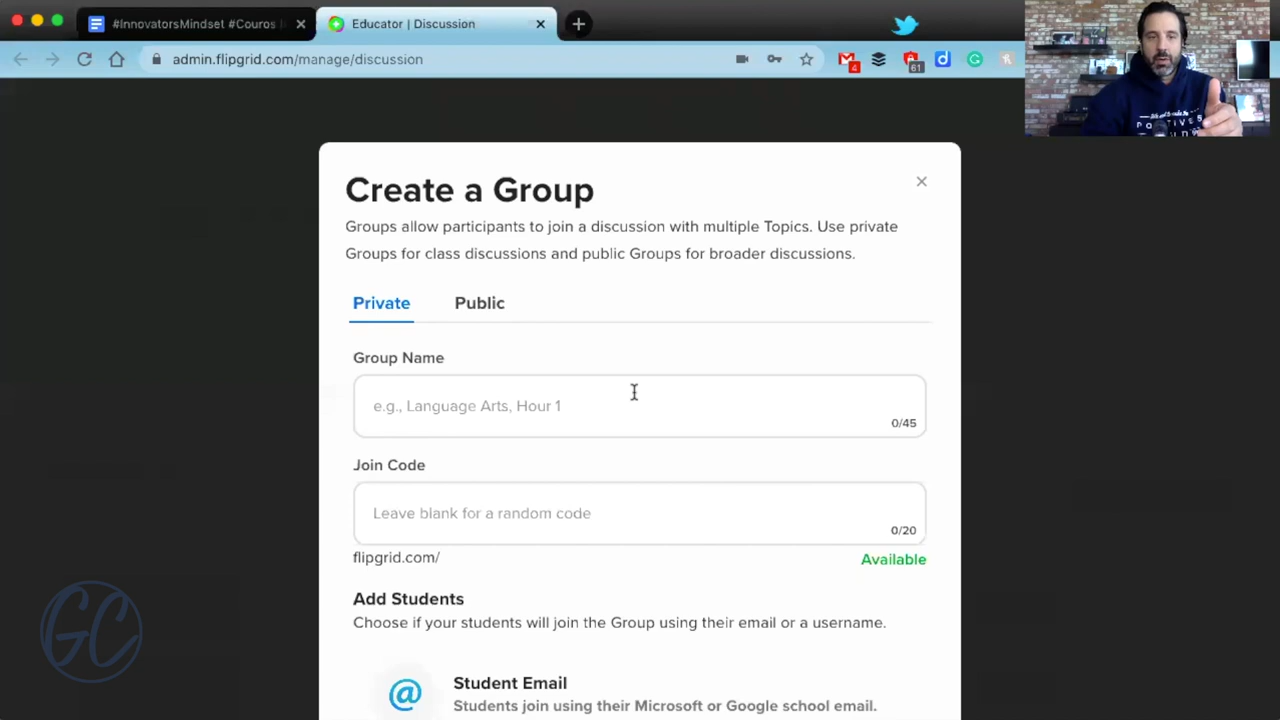 #InnovatorsMindset #Couros
Educator | Discussion
admin.flipgrid.com/manage/discussion
4
61
Create a Group
Groups allow participants to join a discussion with multiple Topics. Use private
Groups for class discussions and public Groups for broader discussions.
Private Public
Group Name
e.g., Language Arts, Hour 1
0/45
Join Code
Leave blank for a random code
0/20
flipgrid.com/
Available
Add Students
Choose if your students will join the Group using their email or a username.
@
Student Email
Students join using their Microsoft or Google school email.
GC